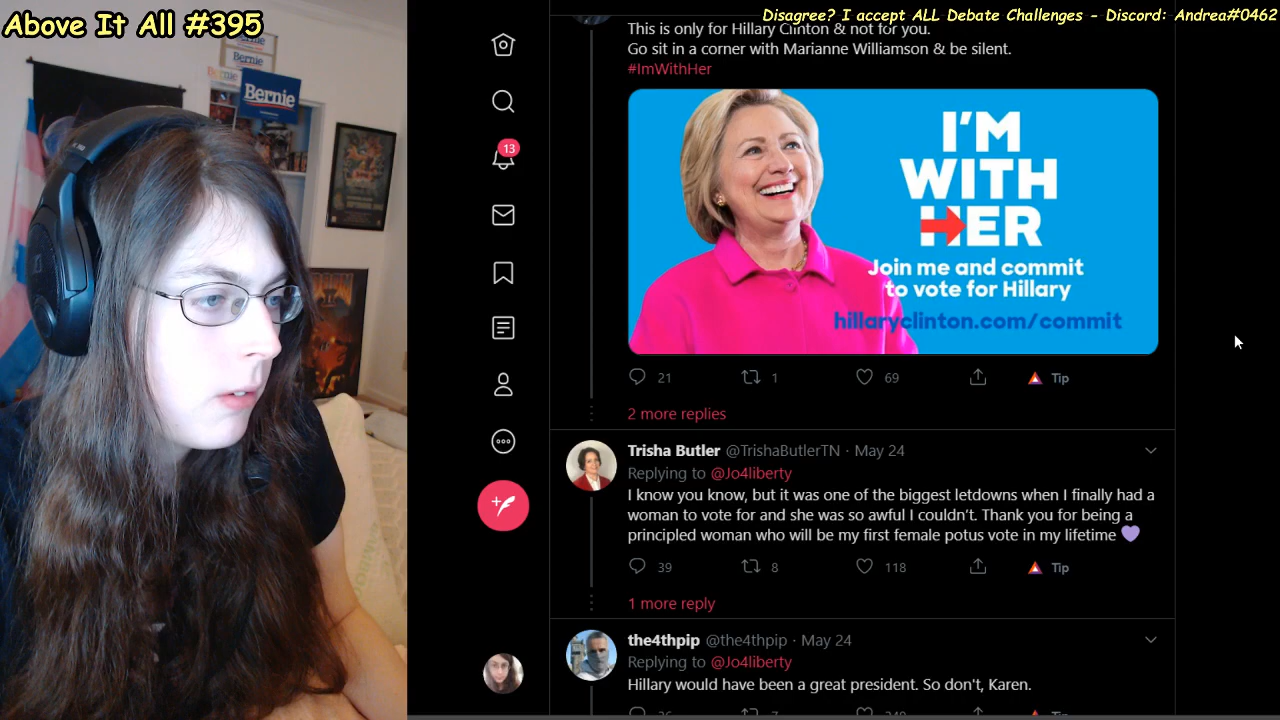 Above It All #395
Disagree? I accept ALL Debate Challenges - Discord: Andrea#0462
Bernie
Bernie
This is only for Hillary Clinton & not for you.
Go sit in a corner with Marianne Williamson & be silent.
#ImWithHer
I'M
WITH
HER
Join me and commit
to vote for Hillary
hillaryclinton.com/commit
13
21
1
69
Tip
2 more replies
Trisha Butler @TrishaButlerTN · May 24
Replying to @Jo4liberty
I know you know, but it was one of the biggest letdowns when I finally had a
woman to vote for and she was so awful I couldn't. Thank you for being a
principled woman who will be my first female potus vote in my lifetime 💜
39
8
118
Tip
1 more reply
the4thpip @the4thpip · May 24
Replying to @Jo4liberty
Hillary would have been a great president. So don't, Karen.